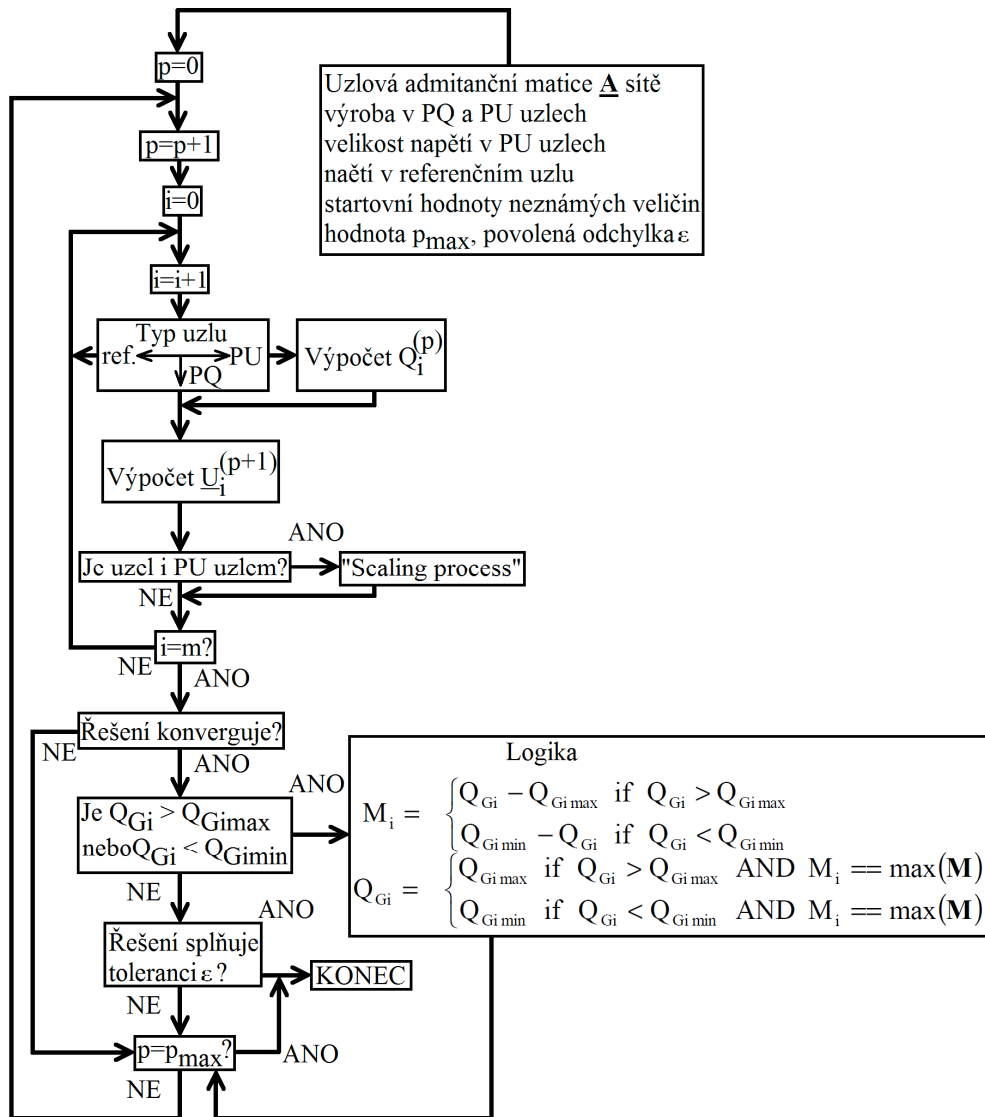 p=0
Uzlová admitanční matice A sítě
výroba v PQ a PU uzlech
velikost napětí v PU uzlech
naětí v referenčním uzlu
startovní hodnoty neznámých veličin
hodnota pmax, povolená odchylka ε
p=p+1
i=0
i=i+1
Typ uzlu
ref. PU
PQ
Výpočet Qi(p)
Výpočet Ui(p+1)
Je uzel i PU uzlem?
ANO
"Scaling process"
NE
i=m?
NE
ANO
Řešení konverguje?
NE
ANO
Je QGi > QGimax
neboQGi < QGimin
ANO
NE
Logika
Mi = { QGi − QGi max if QGi > QGi max
QGi min − QGi if QGi < QGi min
QGi = { QGi max if QGi > QGi max AND Mi == max(M)
QGi min if QGi < QGi min AND Mi == max(M)
Řešení splňuje
toleranci ε ?
ANO
KONEC
NE
p=pmax?
ANO
NE